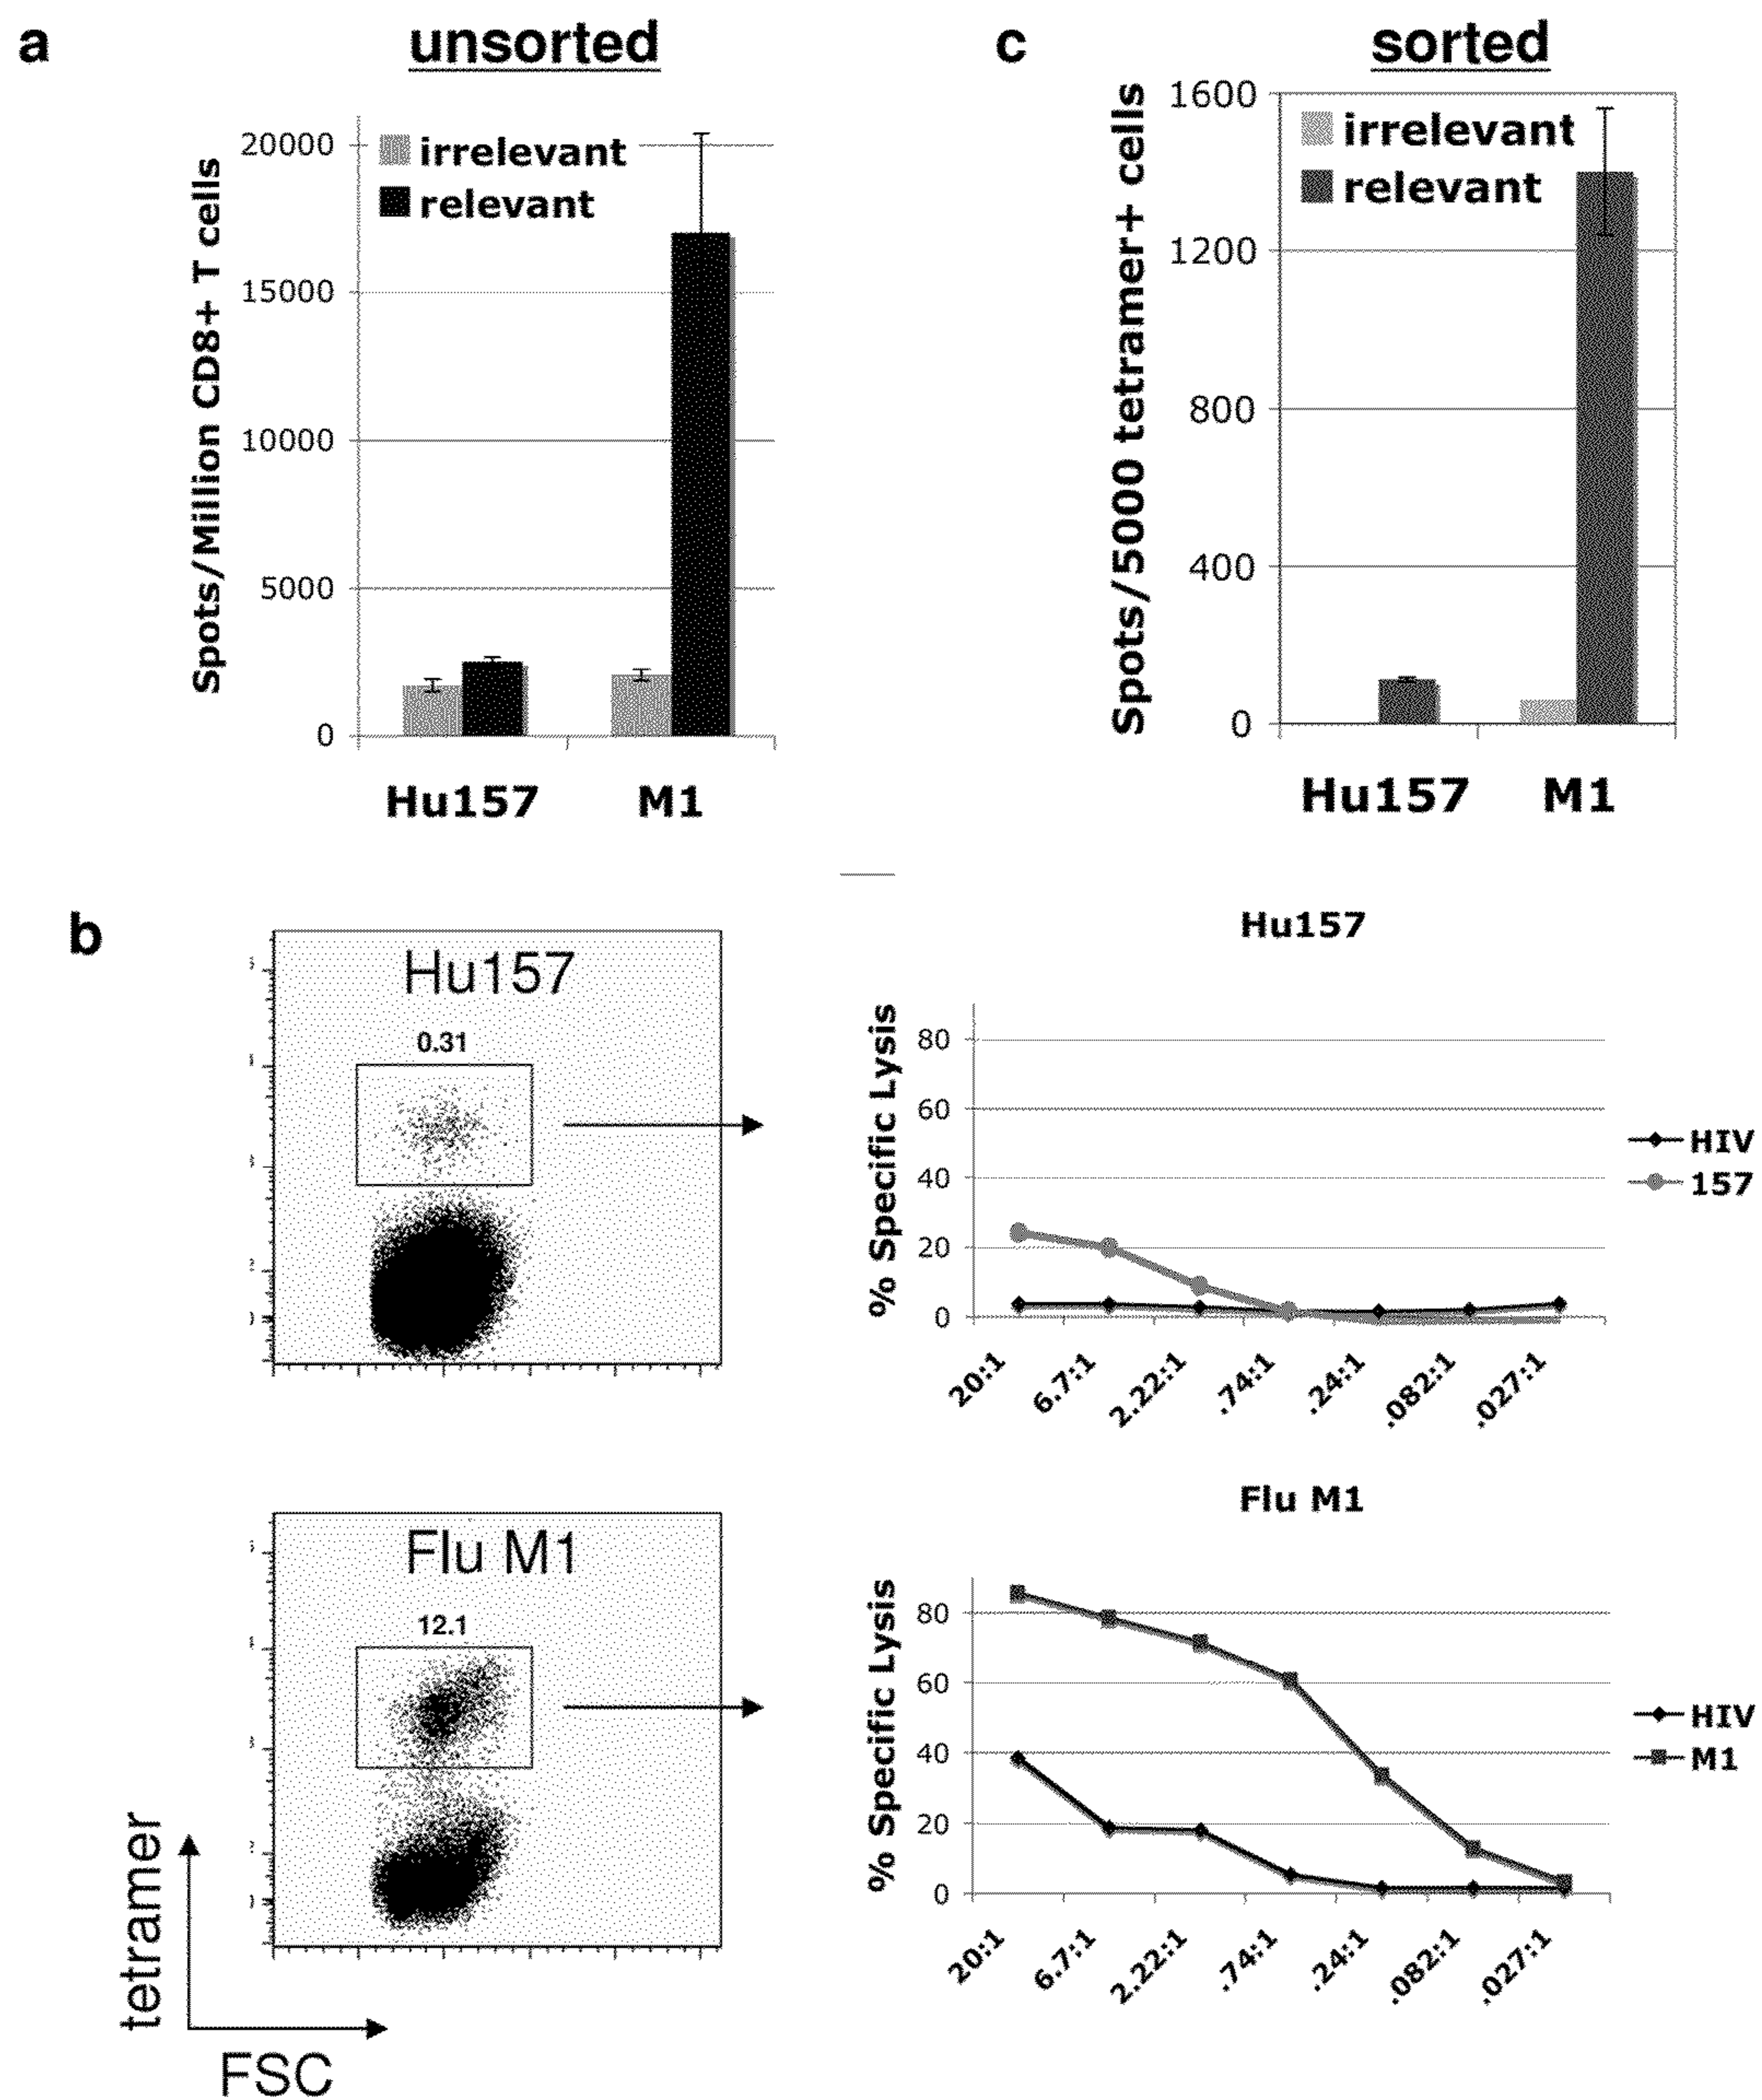 a
unsorted
20000
15000
10000
5000
0
irrelevant
relevant
Spots/Million CD8+ T cells
Hu157
M1
c
sorted
1600
1200
800
400
0
irrelevant
relevant
Spots/5000 tetramer+ cells
Hu157
M1
b
Hu157
0.31
Hu157
% Specific Lysis
80
60
40
20
0
HIV
157
20:1
6.7:1
2.22:1
.74:1
.24:1
.082:1
.027:1
Flu M1
12.1
tetramer
FSC
Flu M1
% Specific Lysis
80
60
40
20
0
HIV
M1
20:1
6.7:1
2.22:1
.74:1
.24:1
.082:1
.027:1